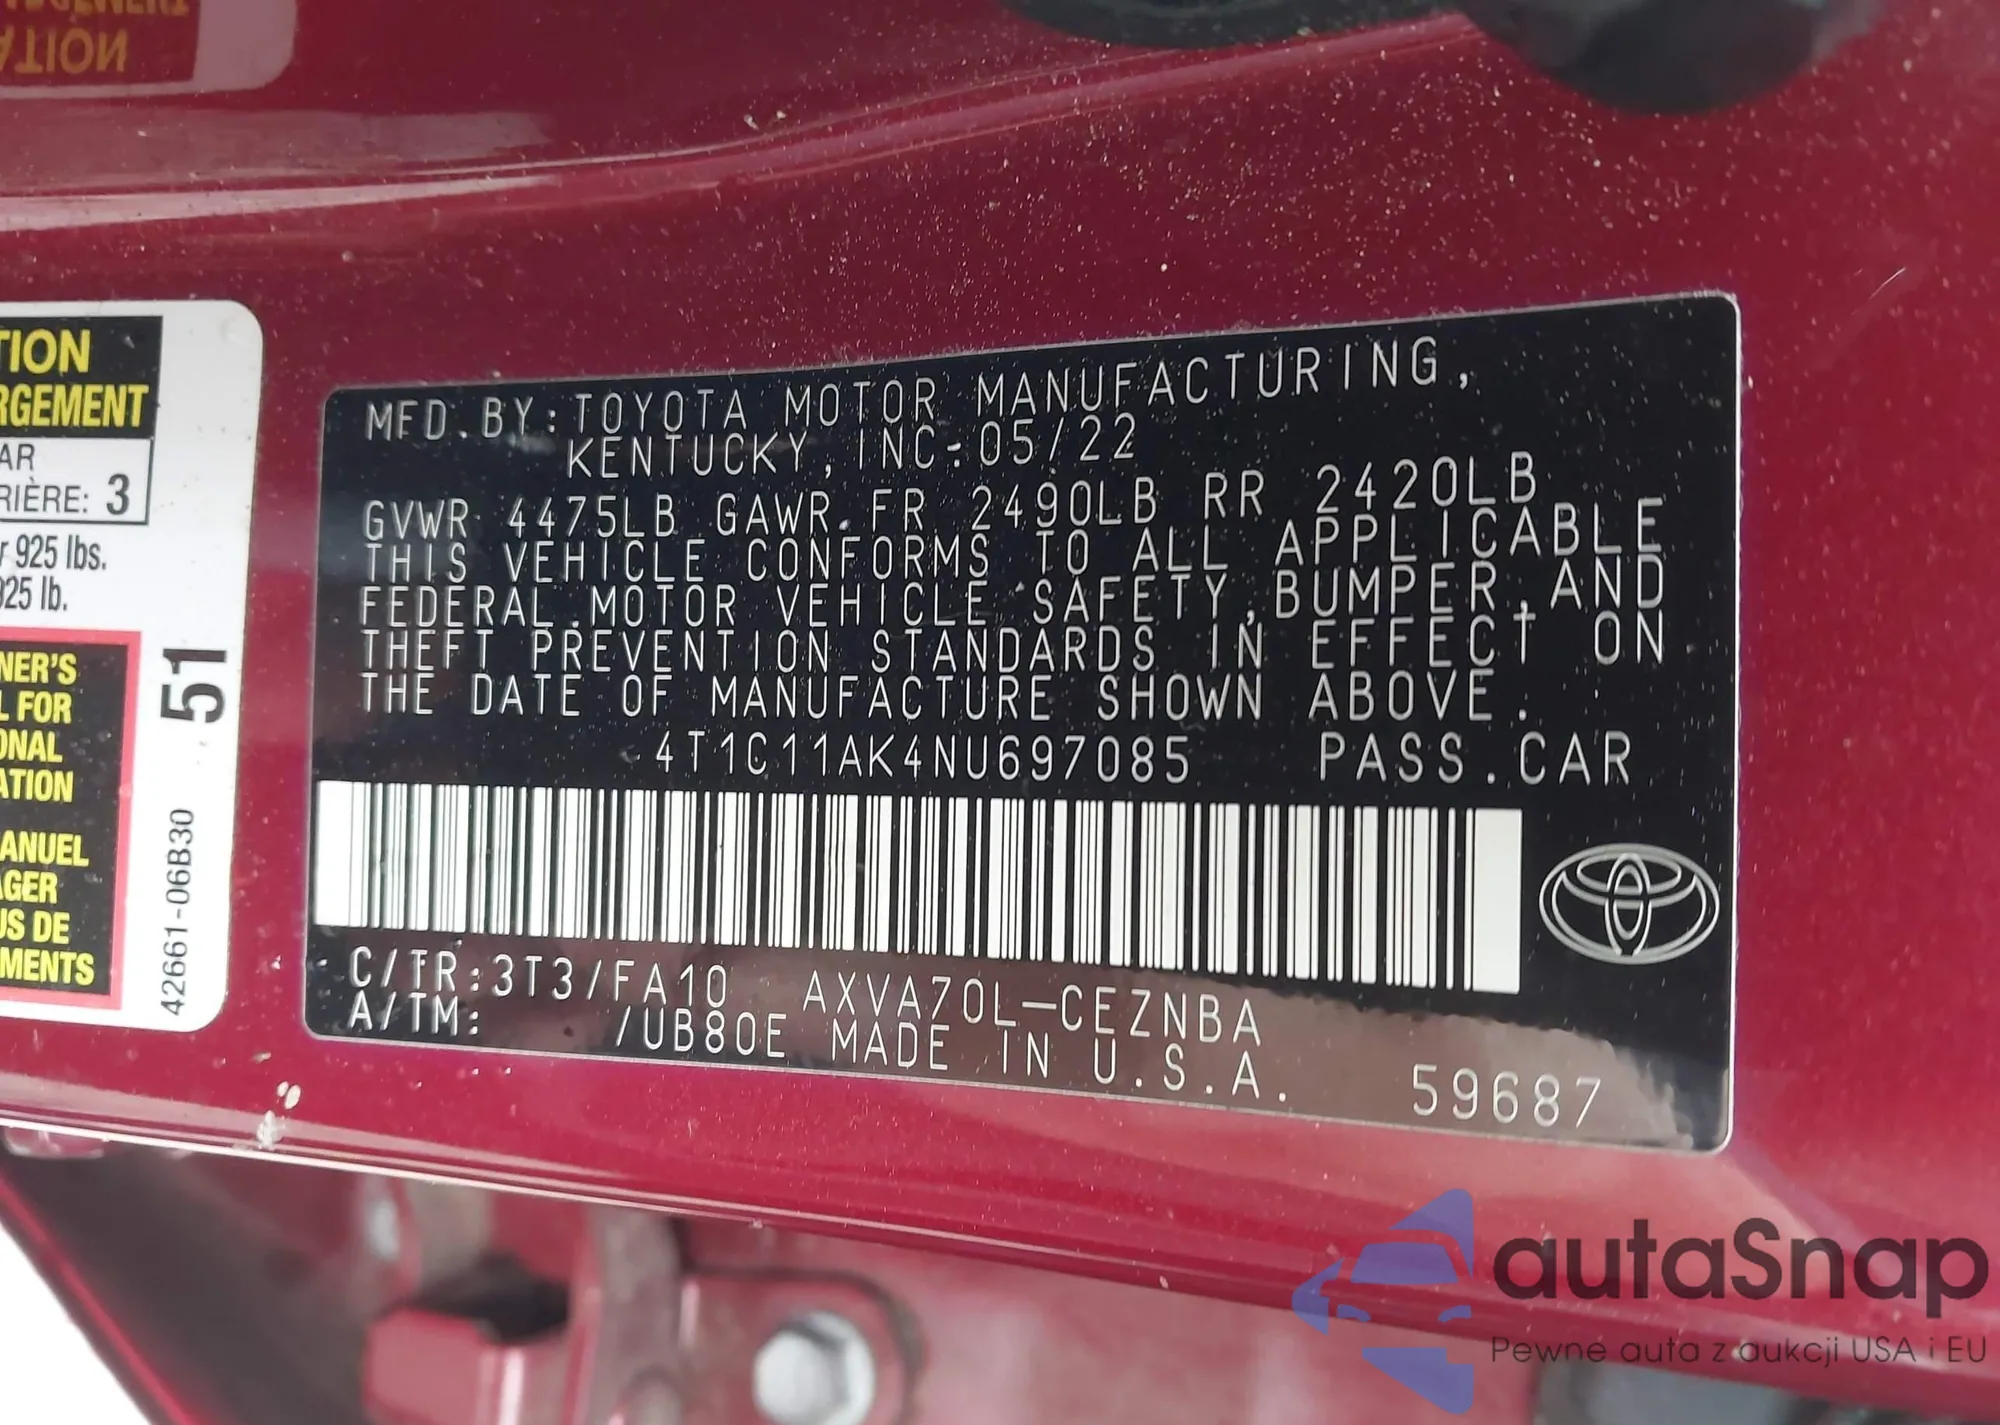 ATION
TION
RGEMENT
AR
RIÈRE: 3
925 lbs.
925 lb.
NER'S
L FOR
ONAL
ATION
ANUEL
AGER
US DE
MENTS
51
42661-06B30
MFD.BY:TOYOTA MOTOR MANUFACTURING,
KENTUCKY, INC. 05/22
GVWR 4475LB GAWR FR 2490LB RR 2420LB
THIS VEHICLE CONFORMS TO ALL APPLICABLE
FEDERAL MOTOR VEHICLE SAFETY,BUMPER,AND
THEFT PREVENTION STANDARDS IN EFFECT ON
THE DATE OF MANUFACTURE SHOWN ABOVE.
4T1C11AK4NU697085 PASS.CAR
C/TR:3T3/FA10 AXVA70L-CEZNBA
A/TM: /UB80E MADE IN U.S.A. 59687
autaSnap
Pewne auta z aukcji USA i EU